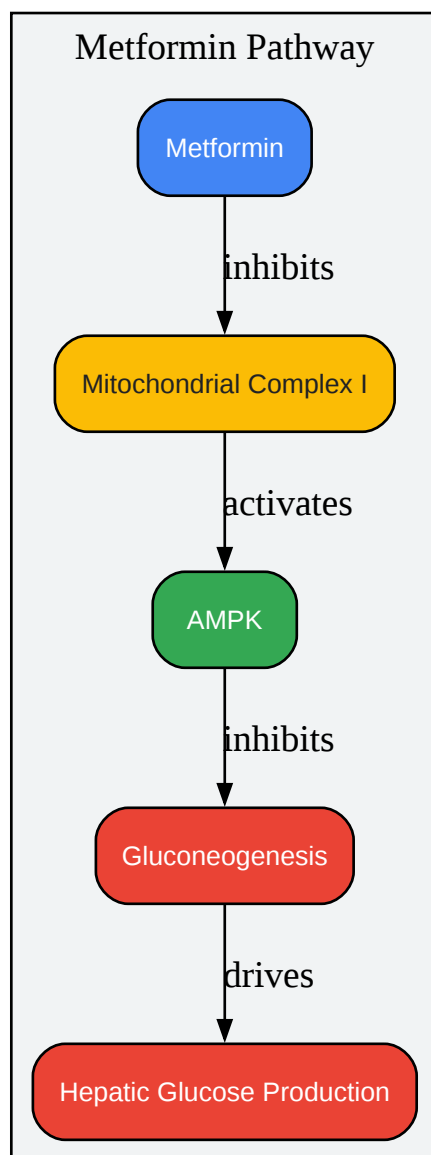 Metformin Pathway
Metformin
inhibits
Mitochondrial Complex I
activates
AMPK
inhibits
Gluconeogenesis
drives
Hepatic Glucose Production